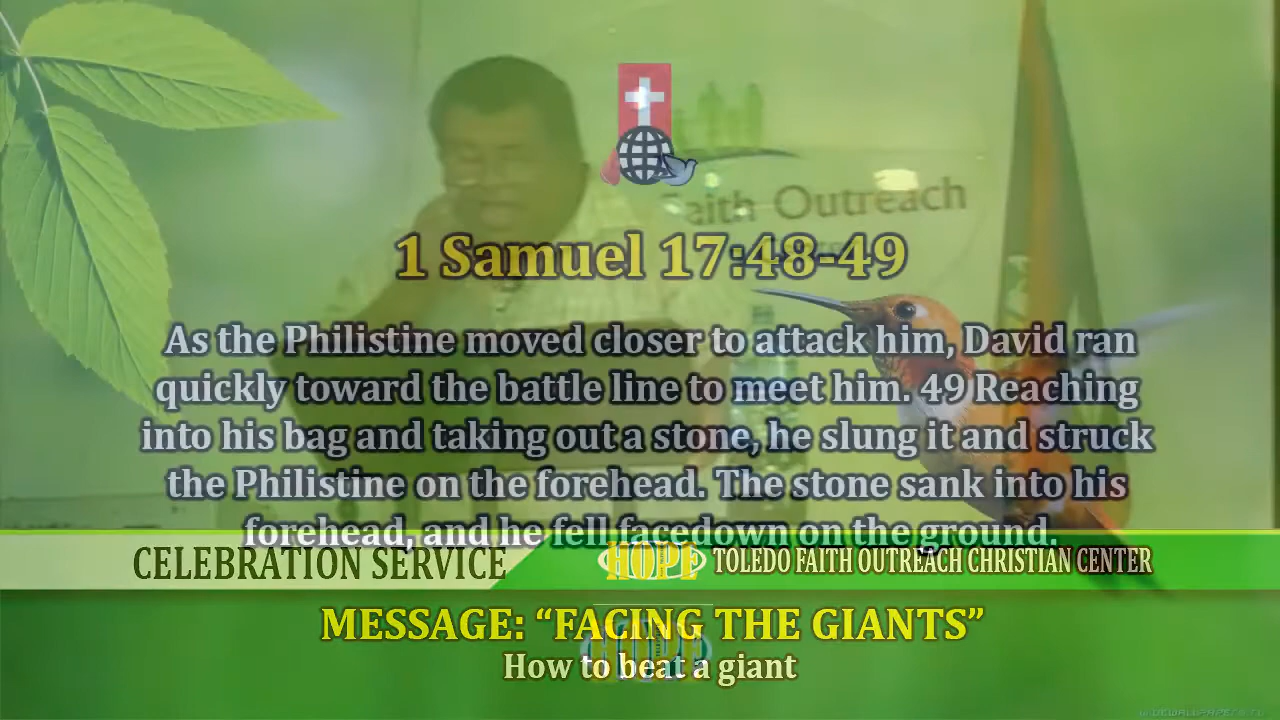 Faith Outreach
1 Samuel 17:48-49
As the Philistine moved closer to attack him, David ran
quickly toward the battle line to meet him. 49 Reaching
into his bag and taking out a stone, he slung it and struck
the Philistine on the forehead. The stone sank into his
forehead, and he fell facedown on the ground.
CELEBRATION SERVICE
HOPE
TOLEDO FAITH OUTREACH CHRISTIAN CENTER
MESSAGE: “FACING THE GIANTS”
HOPE
How to beat a giant